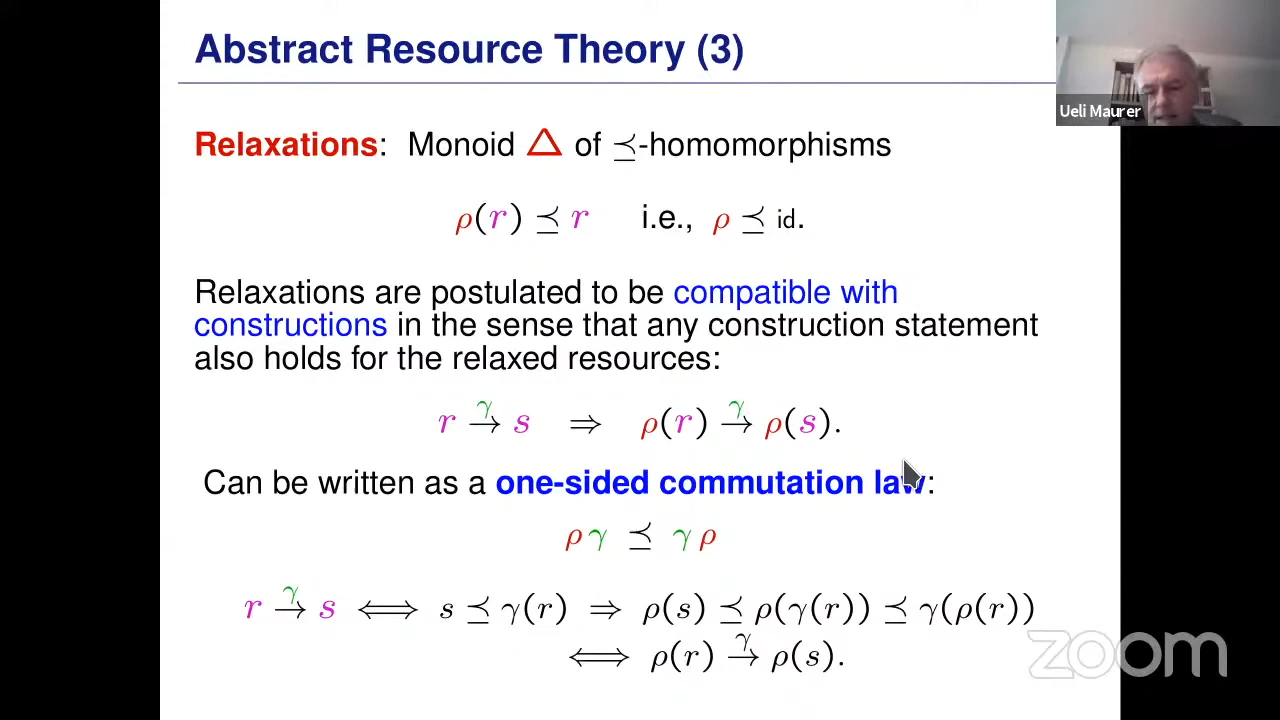 Abstract Resource Theory (3)
Ueli Maurer
Relaxations: Monoid △ of ⪯-homomorphisms
ρ(r) ⪯ r i.e., ρ ⪯ id.
Relaxations are postulated to be compatible with
constructions in the sense that any construction statement
also holds for the relaxed resources:
r →^γ s ⇒ ρ(r) →^γ ρ(s).
Can be written as a one-sided commutation law:
ργ ⪯ γρ
r →^γ s ⟺ s ⪯ γ(r) ⇒ ρ(s) ⪯ ρ(γ(r)) ⪯ γ(ρ(r))
⟺ ρ(r) →^γ ρ(s).
zoom